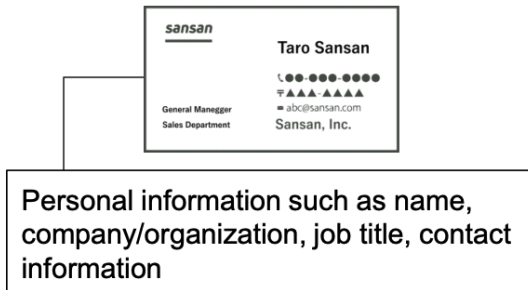 sansan
Taro Sansan
●●-●●●-●●●●
〒▲▲▲-▲▲▲▲
abc@sansan.com
General Manegger
Sales Department
Sansan, Inc.
Personal information such as name,
company/organization, job title, contact
information